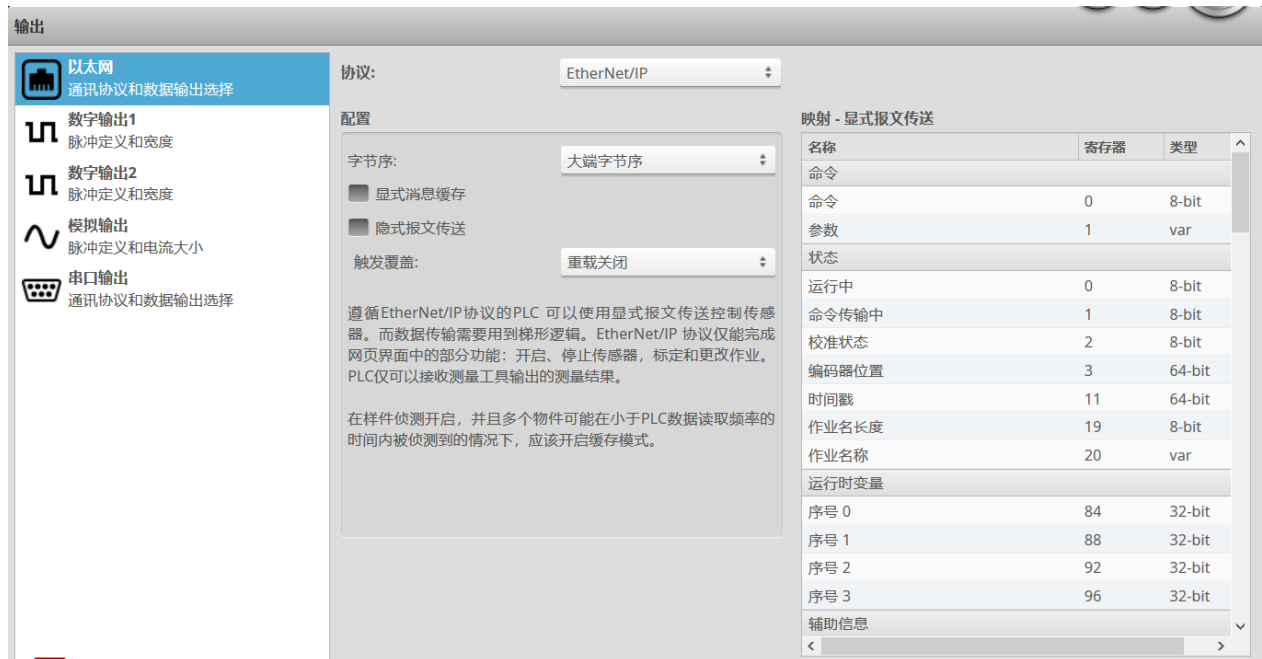 输出
以太网
通讯协议和数据输出选择
数字输出1
脉冲定义和宽度
数字输出2
脉冲定义和宽度
模拟输出
脉冲定义和电流大小
串口输出
通讯协议和数据输出选择
协议:
EtherNet/IP
配置
字节序:
大端字节序
显式消息缓存
隐式报文传送
触发覆盖:
重载关闭
遵循EtherNet/IP协议的PLC 可以使用显式报文传送控制传感
器。而数据传输需要用到梯形逻辑。EtherNet/IP 协议仅能完成
网页界面中的部分功能：开启、停止传感器，标定和更改作业。
PLC仅可以接收测量工具输出的测量结果。
在样件侦测开启，并且多个物件可能在小于PLC数据读取频率的
时间内被侦测到的情况下，应该开启缓存模式。
映射 - 显式报文传送
名称 寄存器 类型
命令
命令 0 8-bit
参数 1 var
状态
运行中 0 8-bit
命令传输中 1 8-bit
校准状态 2 8-bit
编码器位置 3 64-bit
时间戳 11 64-bit
作业名长度 19 8-bit
作业名称 20 var
运行时变量
序号 0 84 32-bit
序号 1 88 32-bit
序号 2 92 32-bit
序号 3 96 32-bit
辅助信息